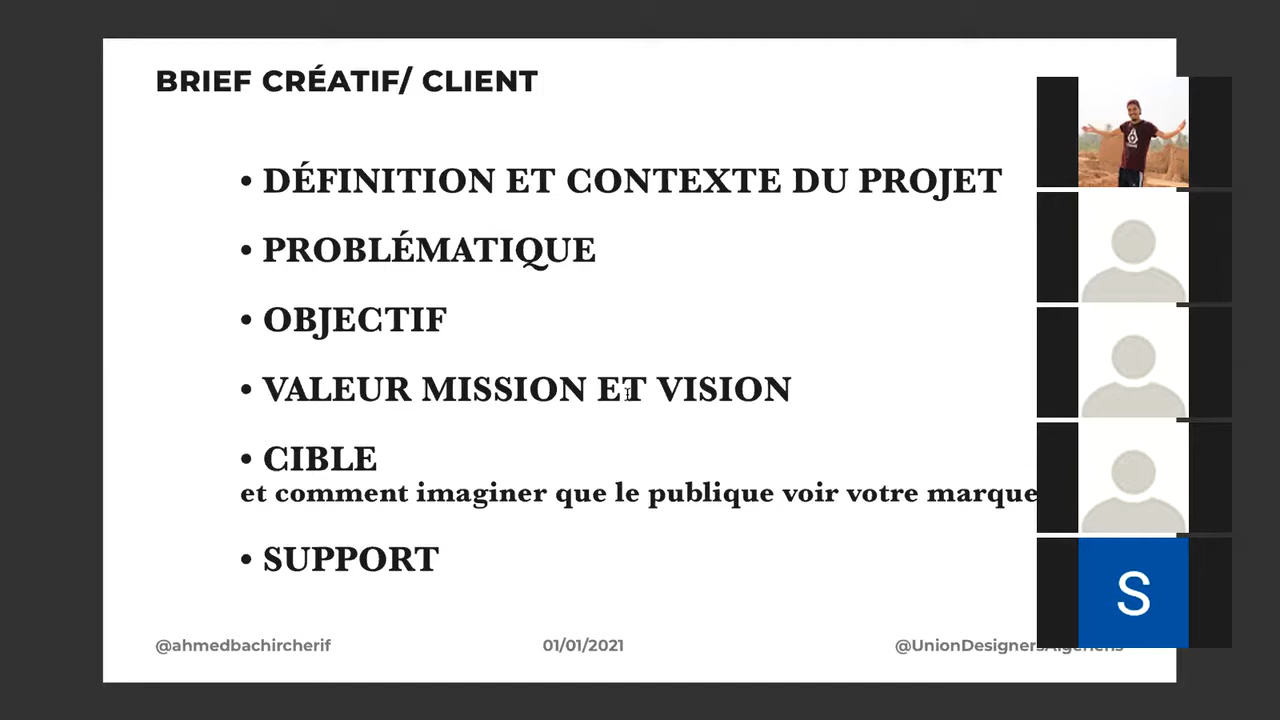 BRIEF CRÉATIF/ CLIENT
• DÉFINITION ET CONTEXTE DU PROJET
• PROBLÉMATIQUE
• OBJECTIF
• VALEUR MISSION ET VISION
• CIBLE
et comment imaginer que le publique voir votre marque
• SUPPORT
@ahmedbachircherif
01/01/2021
@UnionDesignersAlgeriens
S